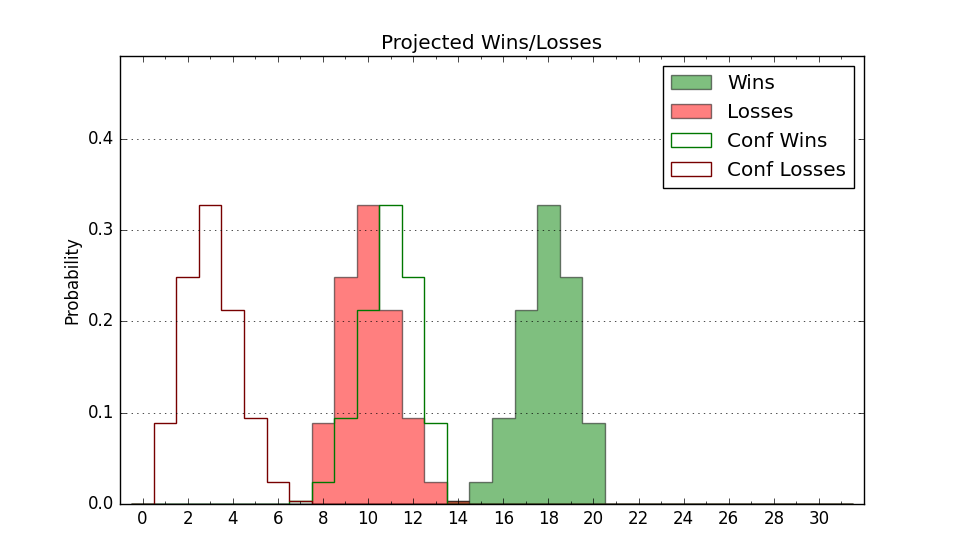 Projected Wins/Losses
Wins
Losses
Conf Wins
Conf Losses
Probability
0.4
0.3
0.2
0.1
0.0
0 2 4 6 8 10 12 14 16 18 20 22 24 26 28 30